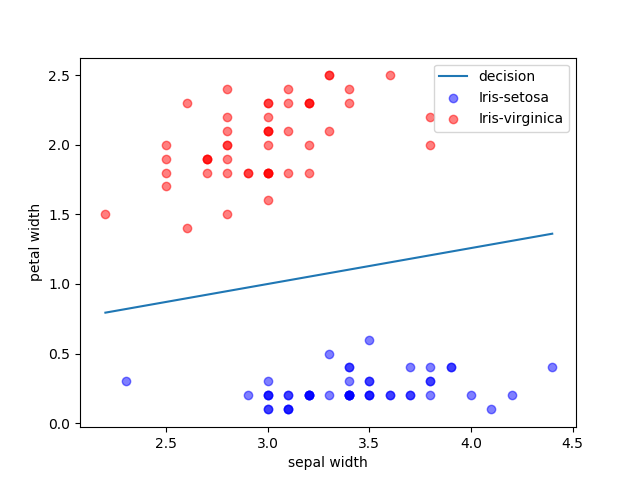 decision
Iris-setosa
Iris-virginica
2.5
2.0
1.5
1.0
0.5
0.0
petal width
2.5
3.0
3.5
4.0
4.5
sepal width